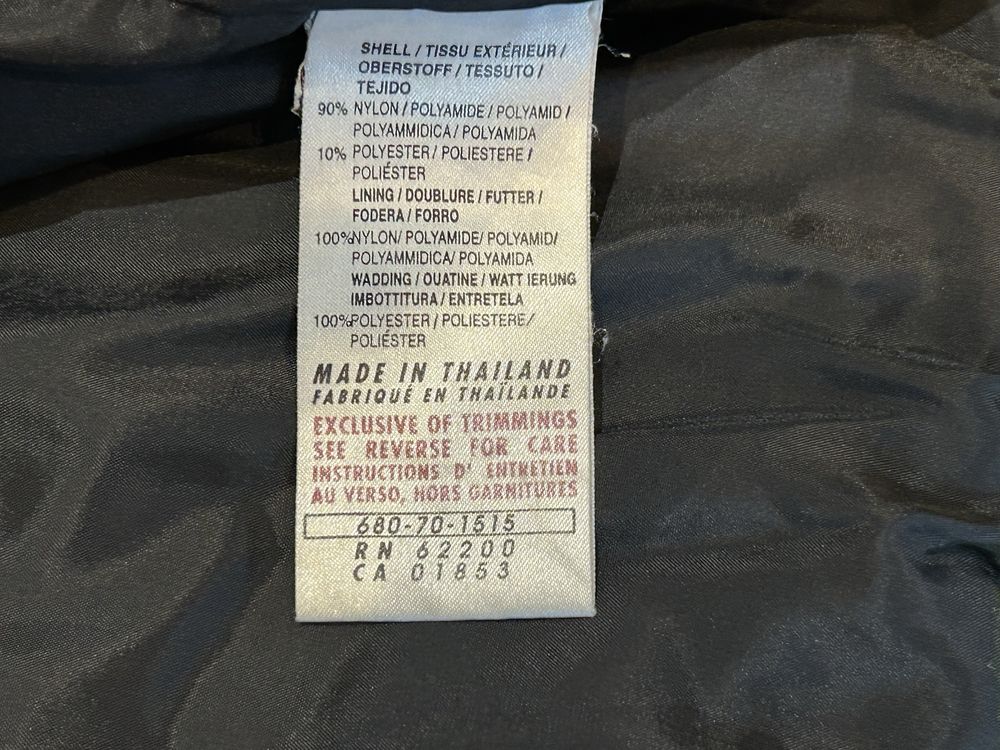 SHELL / TISSU EXTÉRIEUR /
OBERSTOFF / TESSUTO /
TEJIDO
90% NYLON / POLYAMIDE / POLYAMID /
POLYAMMIDICA / POLYAMIDA
10% POLYESTER / POLIESTERE /
POLIÉSTER
LINING / DOUBLURE / FUTTER /
FODERA / FORRO
100% NYLON/ POLYAMIDE/ POLYAMID/
POLYAMMIDICA/ POLYAMIDA
WADDING / OUATINE / WATT IERUNG
IMBOTTITURA / ENTRETELA
100% POLYESTER / POLIESTERE/
POLIÉSTER
MADE IN THAILAND
FABRIQUÉ EN THAÏLANDE
EXCLUSIVE OF TRIMMINGS
SEE REVERSE FOR CARE
INSTRUCTIONS D' ENTRETIEN
AU VERSO, HORS GARNITURES
680-70-1515
RN 62200
CA 01853